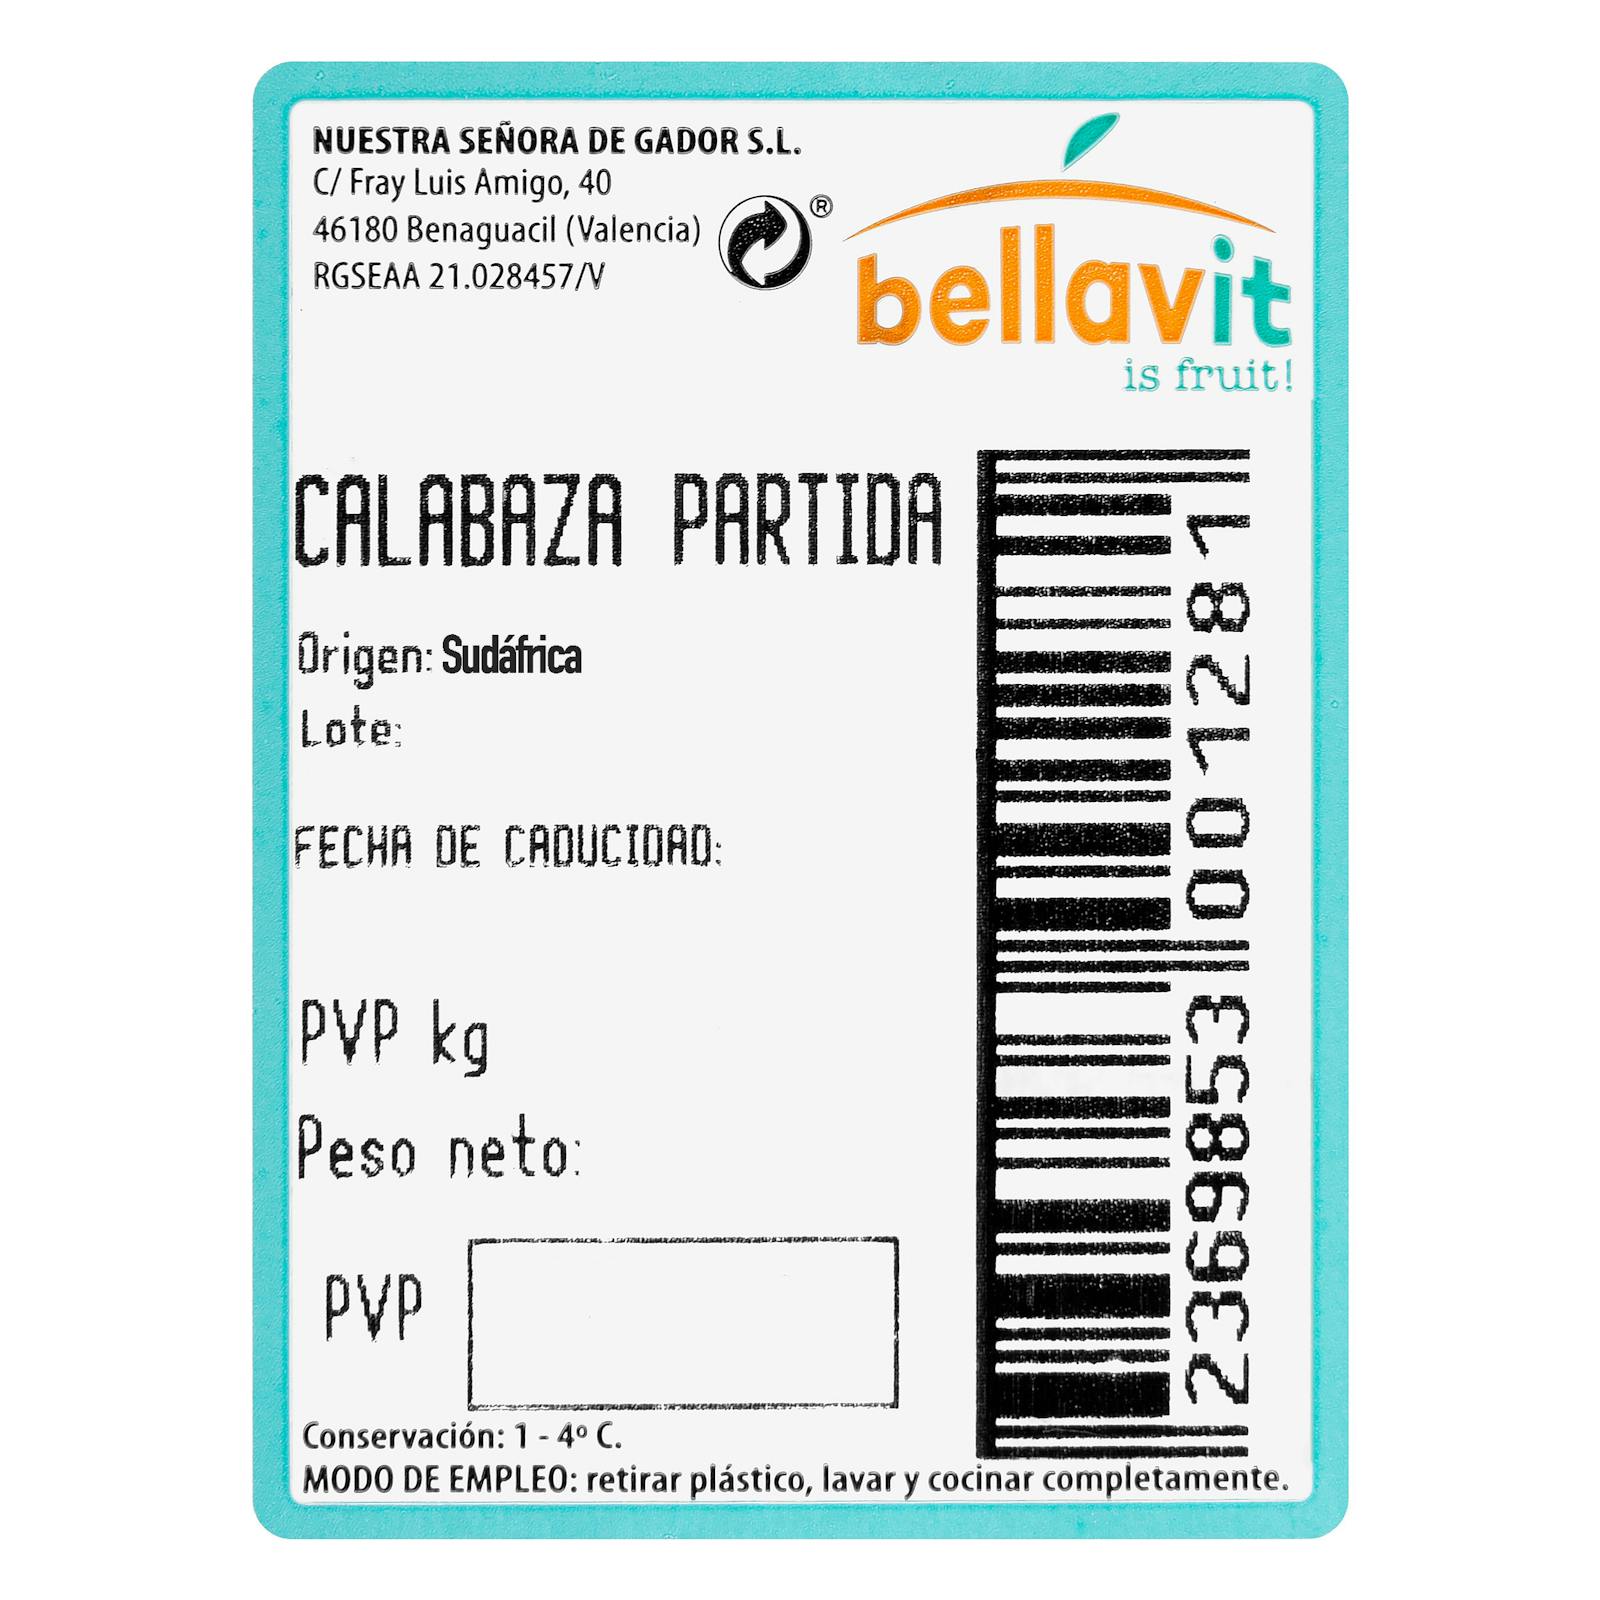 NUESTRA SEÑORA DE GADOR S.L.
C/ Fray Luis Amigo, 40
46180 Benaguacil (Valencia)
RGSEAA 21.028457/V
®
bellavit
is fruit!
CALABAZA PARTIDA
Origen: Sudáfrica
Lote:
FECHA DE CADUCIDAD:
PVP kg
Peso neto:
PVP
2369853001281
Conservación: 1 - 4º C.
MODO DE EMPLEO: retirar plástico, lavar y cocinar completamente.